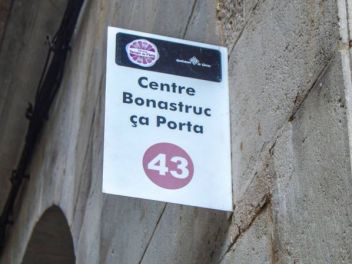 Centre
Bonastruc
ça Porta
43